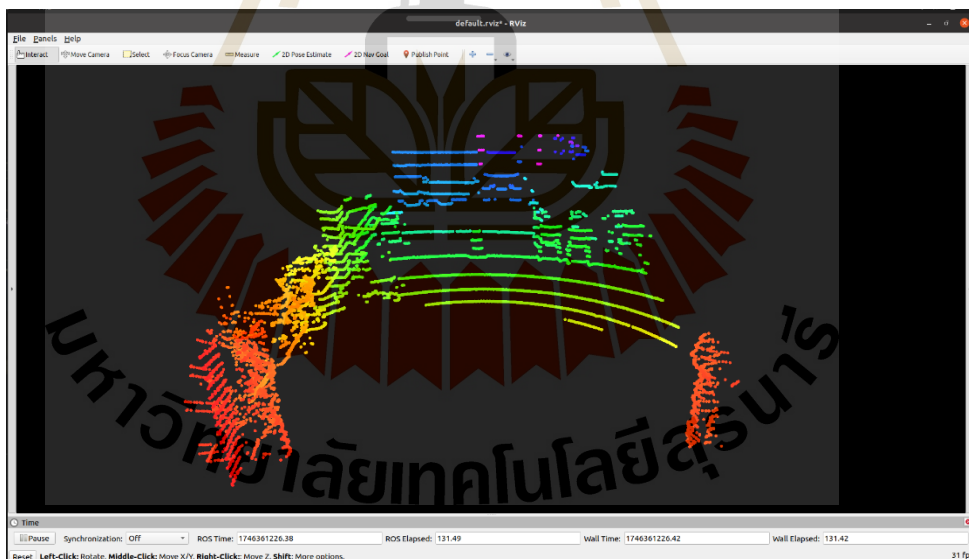 default.rviz* - RViz
File Panels Help
Interact Move Camera Select Focus Camera Measure 2D Pose Estimate 2D Nav Goal Publish Point
มหาวิทยาลัยเทคโนโลยีสุรนารี
Time
Pause Synchronization: Off ROS Time: 1746361226.38 ROS Elapsed: 131.49 Wall Time: 1746361226.42 Wall Elapsed: 131.42
Reset Left-Click: Rotate. Middle-Click: Move X/Y. Right-Click: Move Z. Shift: More options. 31 fp